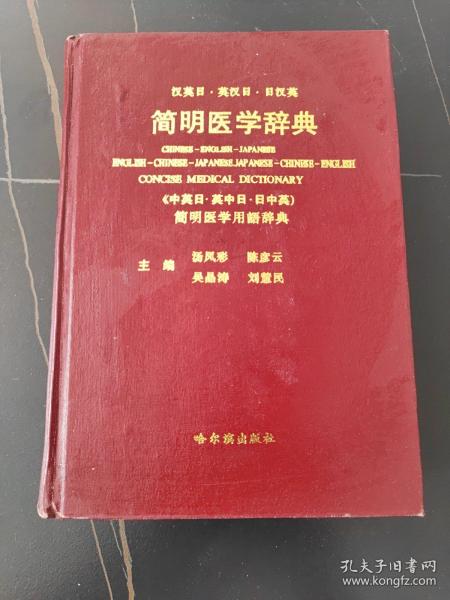 汉英日·英汉日·日汉英
简明医学辞典
CHINESE-ENGLISH-JAPANESE
ENGLISH-CHINESE-JAPANESE JAPANESE-CHINESE-ENGLISH
CONCISE MEDICAL DICTIONARY
《中英日·英中日·日中英》
简明医学用語辞典
主编 汤凤彩 陈彦云
吴晶涛 刘慧民
哈尔滨出版社
孔夫子旧书网
www.kongfz.com